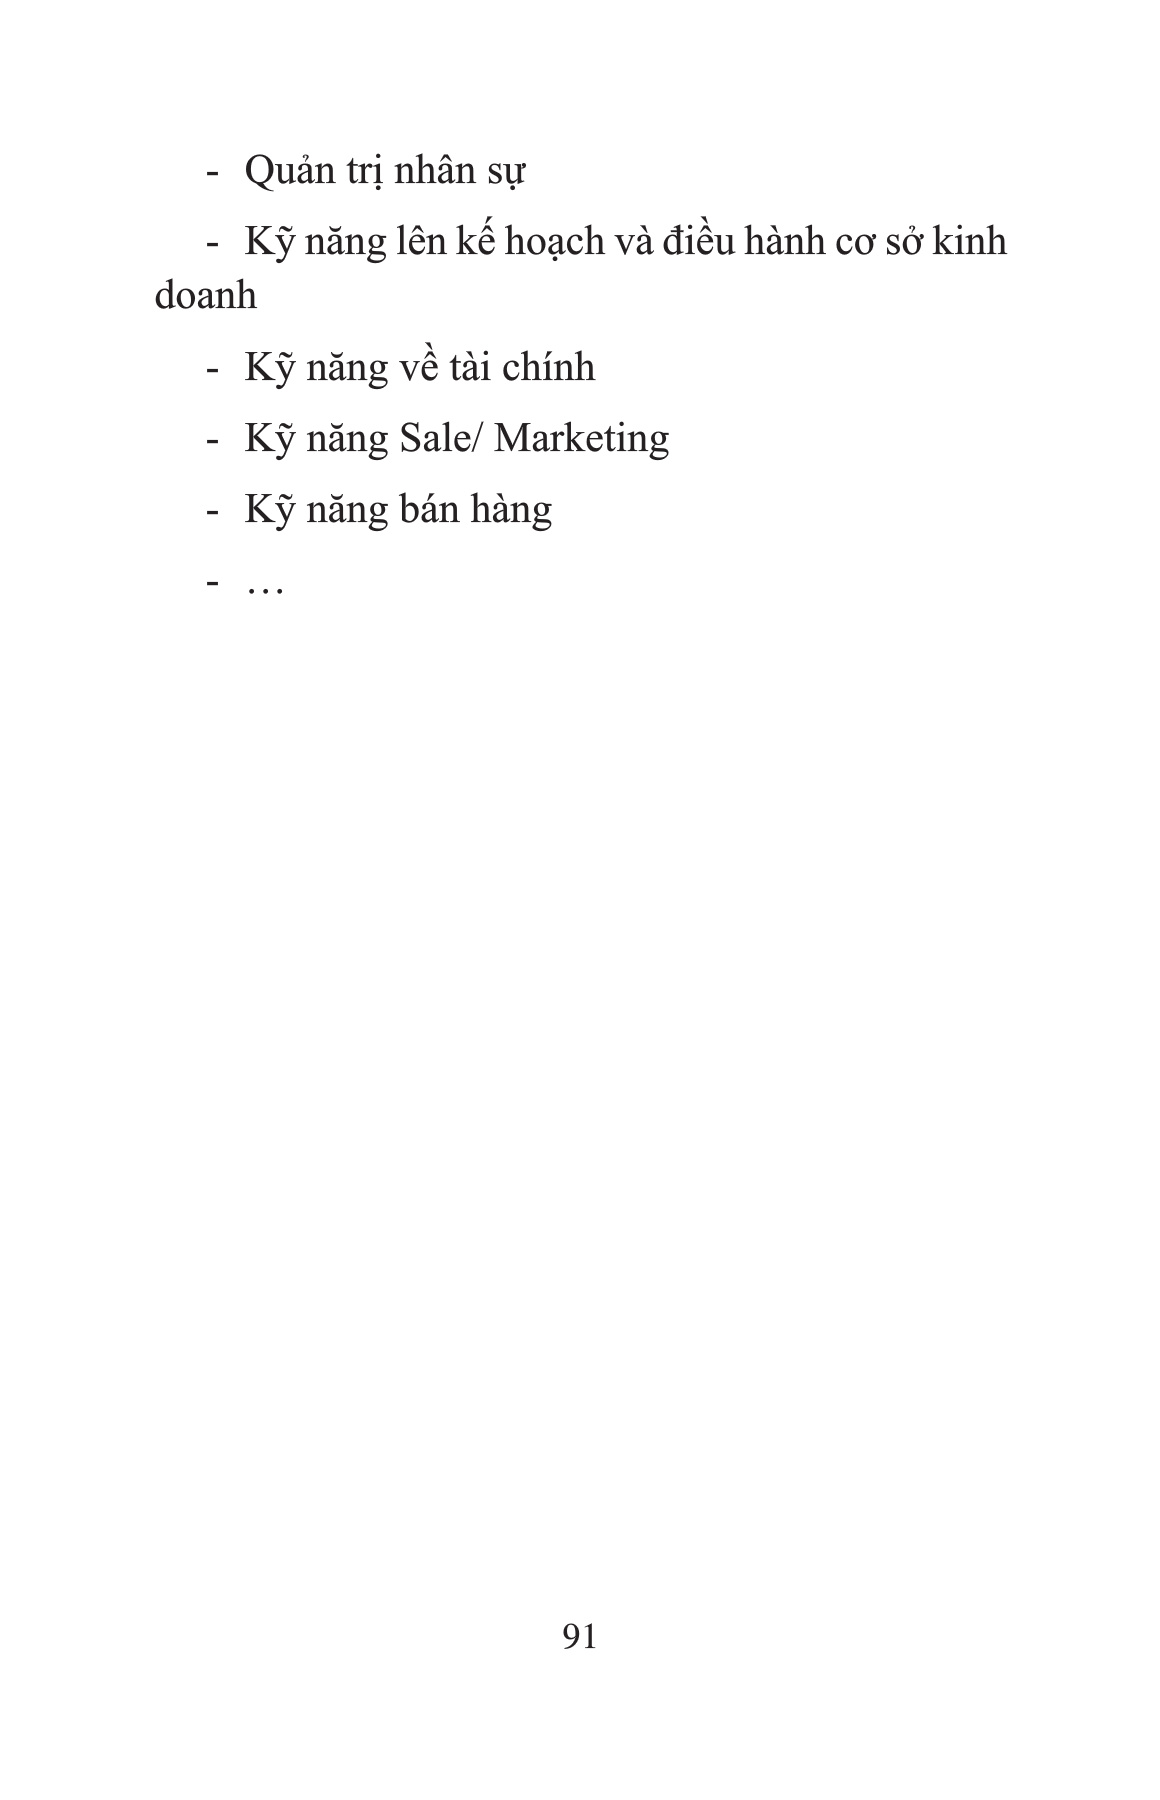 - Quản trị nhân sự
- Kỹ năng lên kế hoạch và điều hành cơ sở kinh
doanh
- Kỹ năng về tài chính
- Kỹ năng Sale/ Marketing
- Kỹ năng bán hàng
- …
91